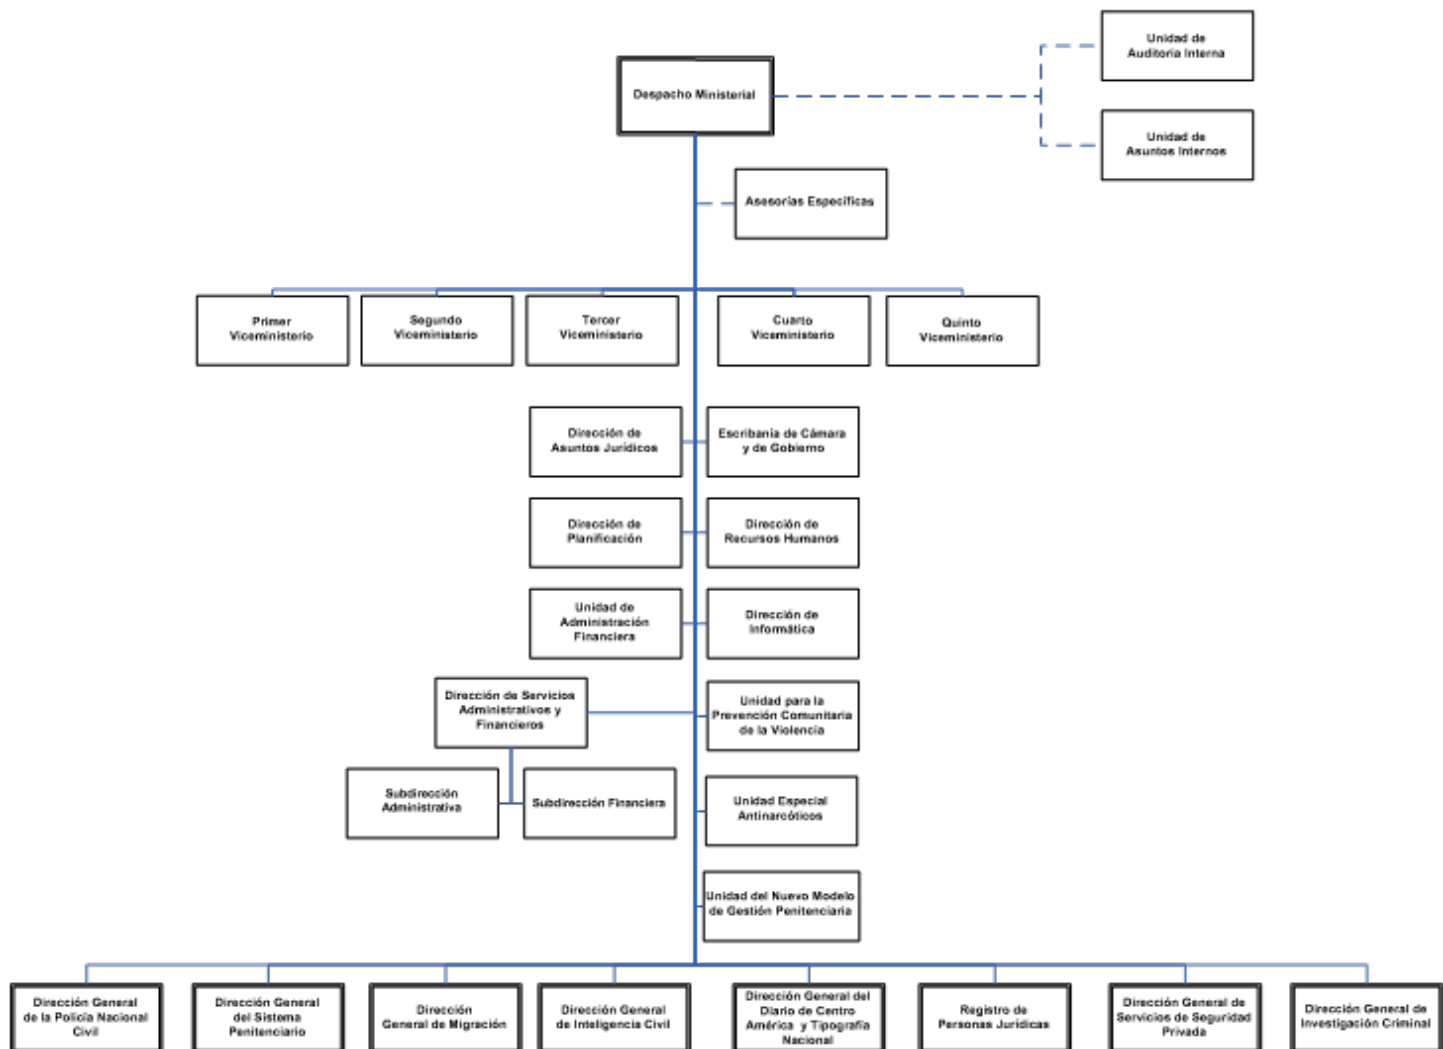 Unidad de
Auditoria Interna
Despacho Ministerial
Unidad de
Asuntos Internos
Asesorías Específicas
Primer
Viceministerio
Segundo
Viceministerio
Tercer
Viceministerio
Cuarto
Viceministerio
Quinto
Viceministerio
Dirección de
Asuntos Jurídicos
Escribanía de Cámara
y de Gobierno
Dirección de
Planificación
Dirección de
Recursos Humanos
Unidad de
Administración
Financiera
Dirección de
Informática
Dirección de Servicios
Administrativos y
Financieros
Unidad para la
Prevención Comunitaria
de la Violencia
Subdirección
Administrativa
Subdirección Financiera
Unidad Especial
Antinarcóticos
Unidad del Nuevo Modelo
de Gestión Penitenciaria
Dirección General
de la Policía Nacional
Civil
Dirección General
del Sistema
Penitenciario
Dirección
General de Migración
Dirección General
de Inteligencia Civil
Dirección General del
Diario de Centro
América y Tipografía
Nacional
Registro de
Personas Jurídicas
Dirección General de
Servicios de Seguridad
Privada
Dirección General de
Investigación Criminal